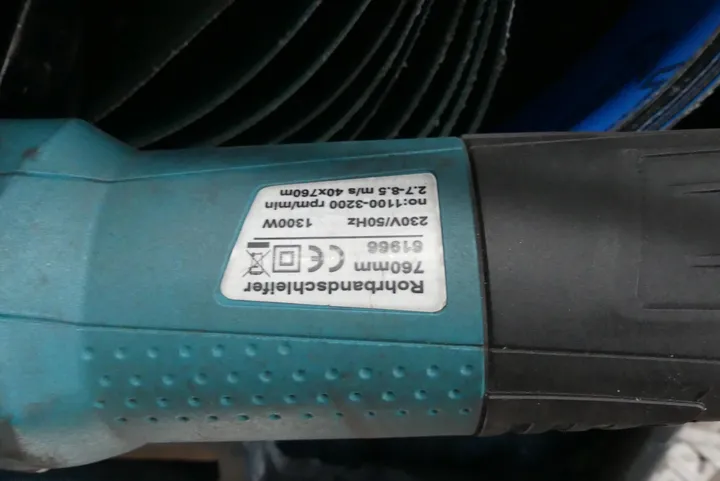 Rohrbandschleifer
760mm
61966
230V/50Hz 1300W
no:1100-3200 rpm/min
2.7-8.5 m/s 40x760m